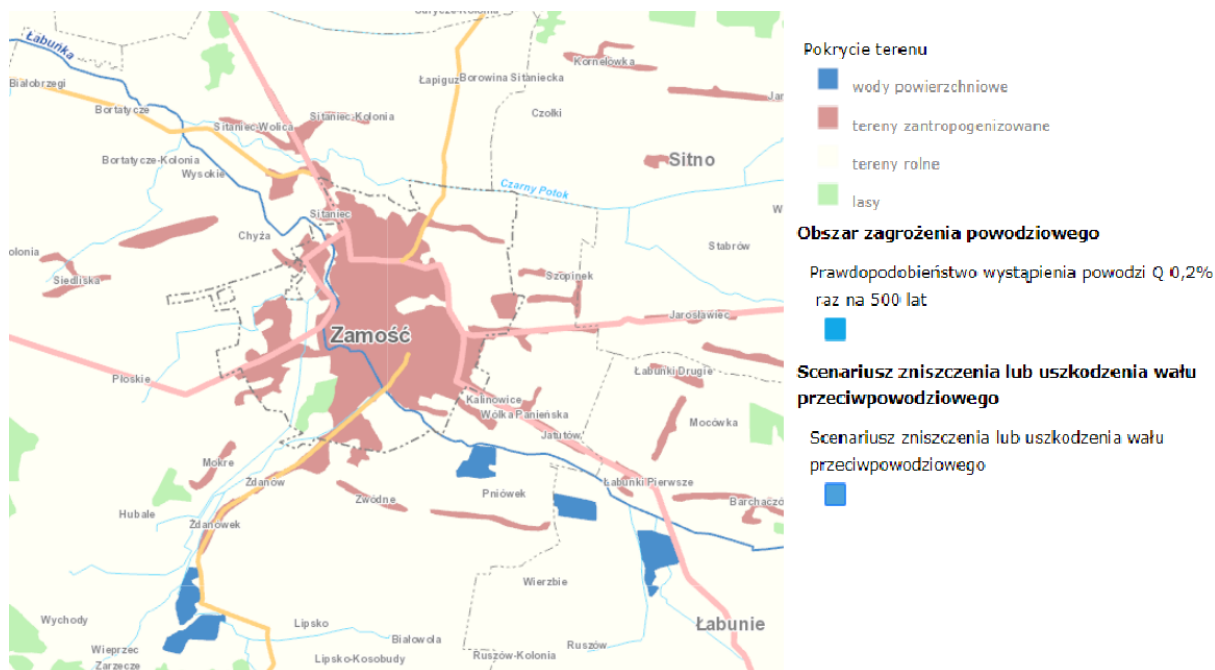 Łabuńka
Białobrzegi
Bortatycze
Sitaniec-Wolica
Sitaniec-Kolonia
Łapiguz
Borowina Sitaniecka
Kornelówka
Czołki
Bortatycze-Kolonia
Wysokie
Sitno
Czarny Potok
Sitaniec
Chyża
Stabrów
Siedliska
Szopinek
Jarosławiec
Zamość
Płoskie
Łabunki Drugie
Kalinowice
Wólka Panieńska
Mocówka
Jatutów
Mokre
Żdanów
Zwódne
Pniówek
Łabuńki Pierwsze
Hubale
Żdanówek
Wierzbie
Wychody
Lipsko
Białowola
Ruszów
Łabunie
Wieprzec
Zarzecze
Lipsko-Kosobudy
Ruszów-Kolonia
Pokrycie terenu
wody powierzchniowe
tereny zantropogenizowane
tereny rolne
lasy
Obszar zagrożenia powodziowego
Prawdopodobieństwo wystąpienia powodzi Q 0,2%
raz na 500 lat
Scenariusz zniszczenia lub uszkodzenia wału
przeciwpowodziowego
Scenariusz zniszczenia lub uszkodzenia wału
przeciwpowodziowego